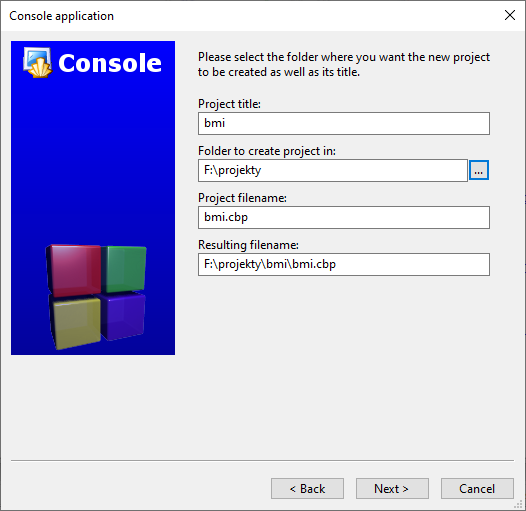 Console application
Console
Please select the folder where you want the new project
to be created as well as its title.
Project title:
bmi
Folder to create project in:
F:\projekty
...
Project filename:
bmi.cbp
Resulting filename:
F:\projekty\bmi\bmi.cbp
< Back
Next >
Cancel